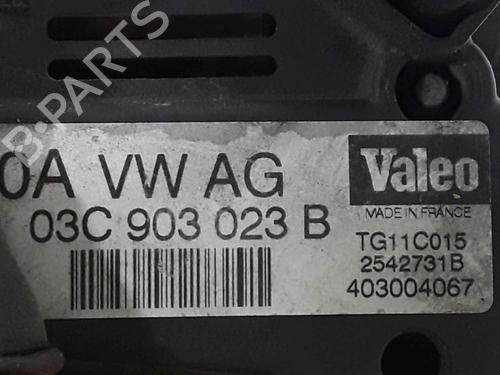 0A VW AG
03C 903 023 B
Valeo
MADE IN FRANCE
TG11C015
2542731B
403004067
B-PARTS